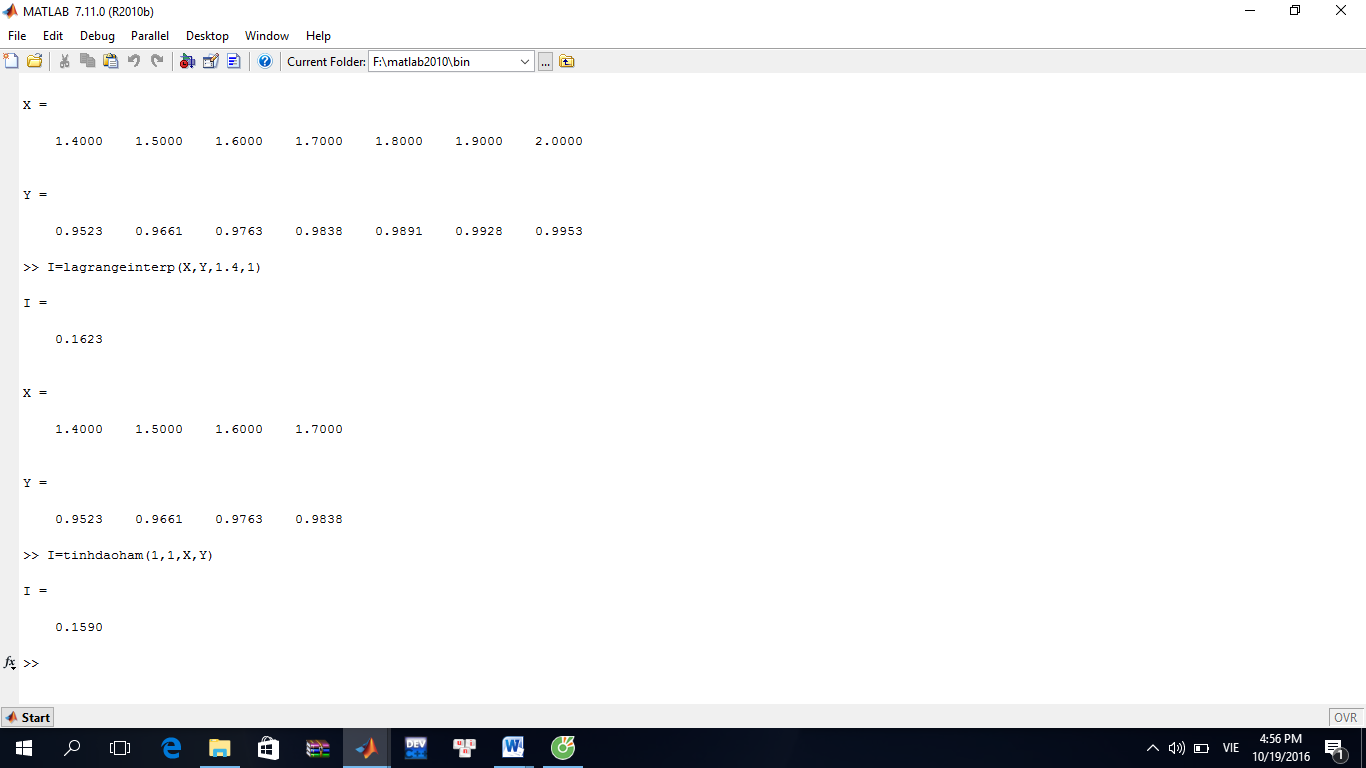 MATLAB 7.11.0 (R2010b)
File Edit Debug Parallel Desktop Window Help
Current Folder: F:\matlab2010\bin ...
X =
1.4000 1.5000 1.6000 1.7000 1.8000 1.9000 2.0000
Y =
0.9523 0.9661 0.9763 0.9838 0.9891 0.9928 0.9953
>> I=lagrangeinterp(X,Y,1.4,1)
I =
0.1623
X =
1.4000 1.5000 1.6000 1.7000
Y =
0.9523 0.9661 0.9763 0.9838
>> I=tinhdaoham(1,1,X,Y)
I =
0.1590
fx >>
Start OVR
DEV C++ W VIE 4:56 PM
10/19/2016 1